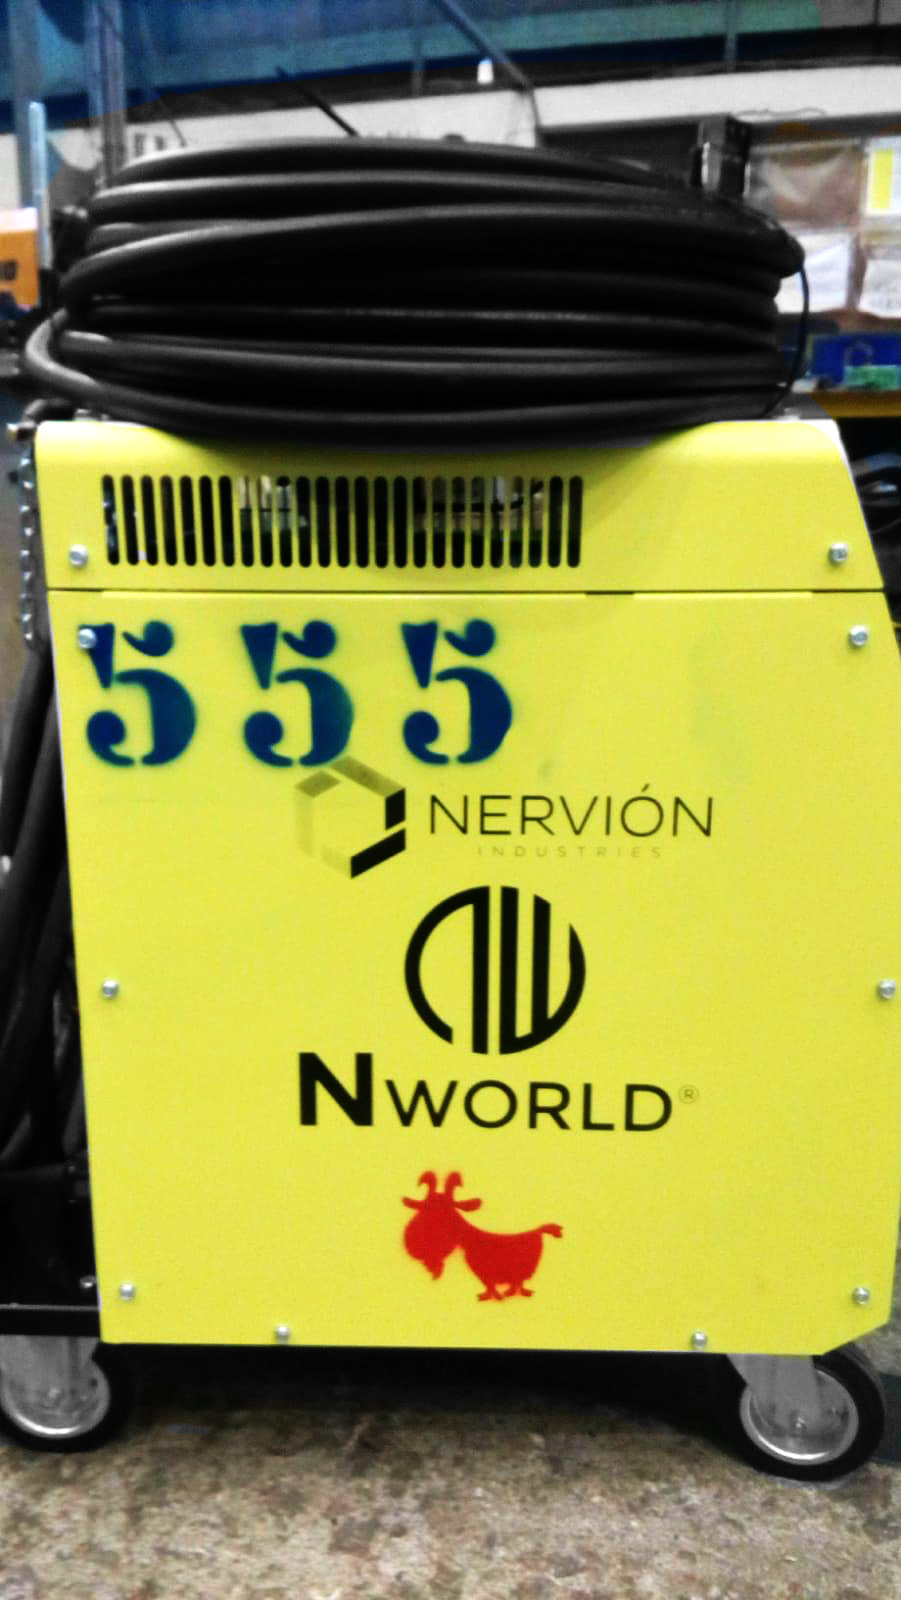 555
NERVIÓN
INDUSTRIES
NWORLD®